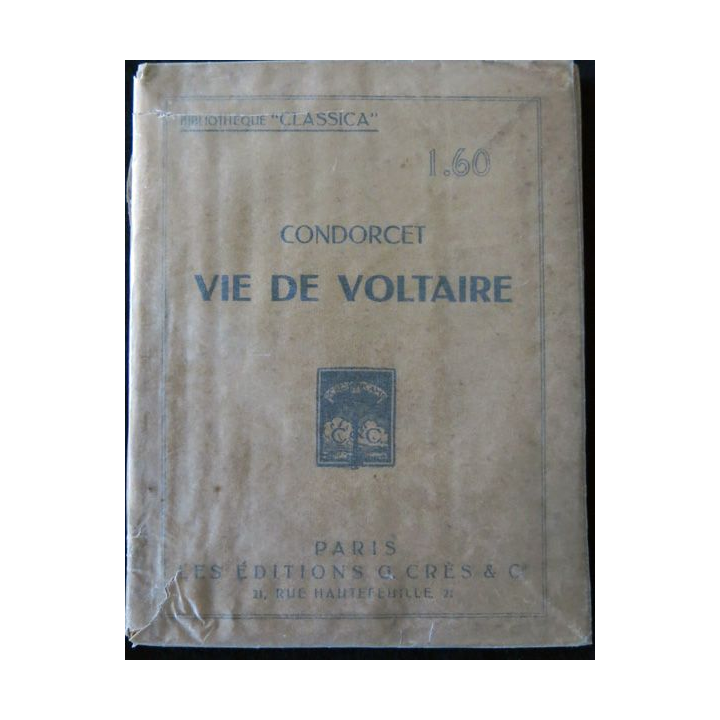 BIBLIOTHÈQUE "CLASSICA"
1.60
CONDORCET
VIE DE VOLTAIRE
PARIS
LES ÉDITIONS G. CRÈS & Cie
21, RUE HAUTEFEUILLE, 21